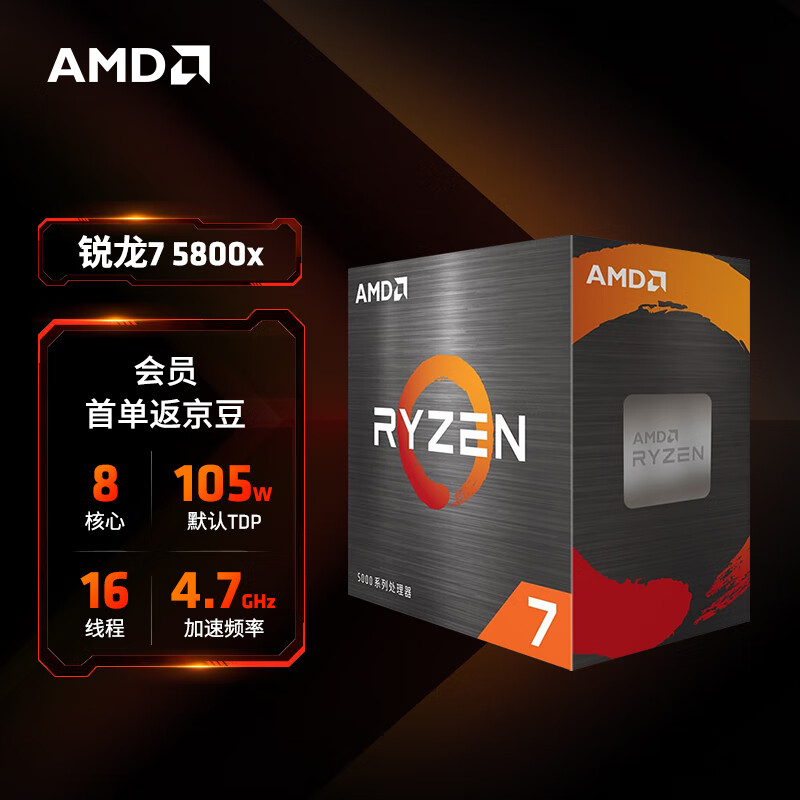 AMD
锐龙7 5800x
会员
首单返京豆
8
核心
105W
默认TDP
16
线程
4.7GHz
加速频率
AMD
RYZEN
5000系列处理器
7
AMD
AMD
RYZEN